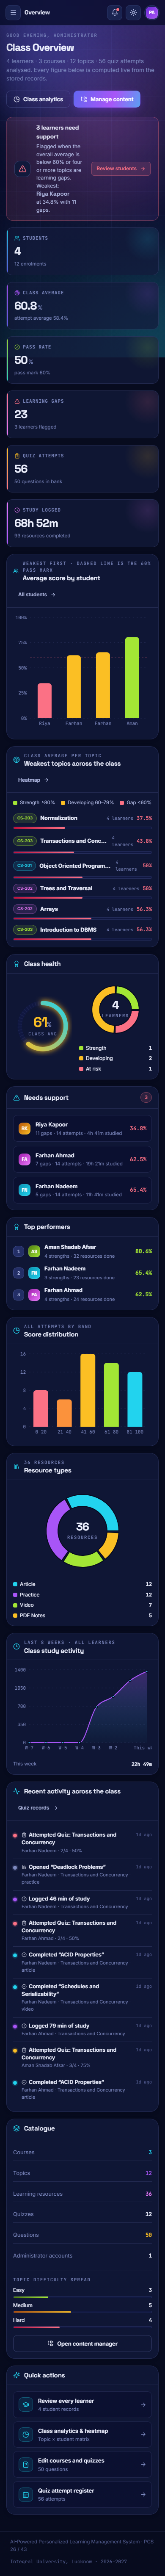 Overview
PA
GOOD EVENING, ADMINISTRATOR
Class Overview
4 learners · 3 courses · 12 topics · 56 quiz attempts
analysed. Every figure below is computed live from the
stored records.
Class analytics
Manage content
3 learners need
support
Flagged when the
overall average is
below 60% or four
or more topics are
learning gaps.
Weakest:
Riya Kapoor
at 34.8% with 11
gaps.
Review students
STUDENTS
4
12 enrolments
CLASS AVERAGE
60.8%
attempt average 56.4%
PASS RATE
50%
pass mark 60%
LEARNING GAPS
23
3 learners flagged
QUIZ ATTEMPTS
56
50 questions in bank
STUDY LOGGED
68h 52m
93 resources completed
WEAKEST FIRST · DASHED LINE IS THE 60%
PASS MARK
Average score by student
All students
100%
75%
50%
25%
0%
Riya
Farhan
Farhan
Aman
CLASS AVERAGE PER TOPIC
Weakest topics across the class
Heatmap
Strength ≥80%
Developing 60–79%
Gap <60%
CS-303 Normalization 4 learners 37.5%
CS-303 Transactions and Conc... 4 learners 43.8%
CS-201 Object Oriented Program... 4 learners 50%
CS-202 Trees and Traversal 4 learners 50%
CS-202 Arrays 4 learners 56.3%
CS-303 Introduction to DBMS 4 learners 56.3%
Class health
61%
CLASS AVG
4
LEARNERS
Strength 1
Developing 2
At risk 1
Needs support
3
RK
Riya Kapoor
11 gaps · 14 attempts · 4h 41m studied
34.8%
FA
Farhan Ahmad
7 gaps · 14 attempts · 19h 21m studied
62.5%
FN
Farhan Nadeem
5 gaps · 14 attempts · 11h 41m studied
65.4%
Top performers
1
AS
Aman Shadab Afsar
4 strengths · 32 resources done
80.6%
2
FN
Farhan Nadeem
3 strengths · 23 resources done
65.4%
3
FA
Farhan Ahmad
4 strengths · 24 resources done
62.5%
ALL ATTEMPTS BY BAND
Score distribution
16
12
8
4
0
0-20
21-40
41-60
61-80
81-100
36 RESOURCES
Resource types
36
RESOURCES
Article 12
Practice 12
Video 7
PDF Notes 5
LAST 8 WEEKS · ALL LEARNERS
Class study activity
1400
1050
700
350
0
W-7
W-6
W-5
W-4
W-3
W-2
This wk
This week
22h 49m
Recent activity across the class
Quiz records
Attempted Quiz: Transactions and
Concurrency
Farhan Nadeem · 2/4 · 50%
1d ago
Opened “Deadlock Problems”
Farhan Nadeem · Transactions and Concurrency ·
practice
1d ago
Logged 46 min of study
Farhan Nadeem · Transactions and Concurrency
1d ago
Attempted Quiz: Transactions and
Concurrency
Farhan Ahmad · 2/4 · 50%
1d ago
Completed “ACID Properties”
Farhan Nadeem · Transactions and Concurrency ·
article
1d ago
Completed “Schedules and
Serializability”
Farhan Ahmad · Transactions and Concurrency ·
video
1d ago
Logged 79 min of study
Farhan Ahmad · Transactions and Concurrency
1d ago
Attempted Quiz: Transactions and
Concurrency
Aman Shadab Afsar · 3/4 · 75%
1d ago
Completed “ACID Properties”
Farhan Ahmad · Transactions and Concurrency ·
article
1d ago
Catalogue
Courses 3
Topics 12
Learning resources 36
Quizzes 12
Questions 50
Administrator accounts 1
TOPIC DIFFICULTY SPREAD
Easy 3
Medium 5
Hard 4
Open content manager
Quick actions
Review every learner
4 student records
Class analytics & heatmap
Topic × student matrix
Edit courses and quizzes
50 questions
Quiz attempt register
56 attempts
AI-Powered Personalized Learning Management System · PCS
26 / 43
Integral University, Lucknow · 2026-2027